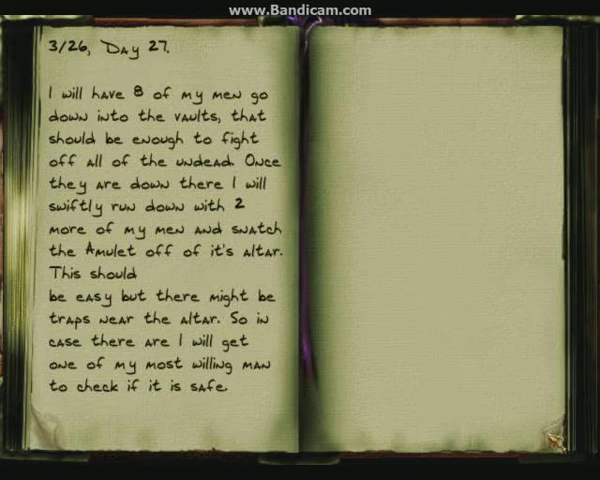 www.Bandicam.com
3/26, Day 27.
I will have 8 of my men go
down into the vaults, that
should be enough to fight
off all of the undead. Once
they are down there I will
swiftly run down with 2
more of my men and snatch
the Amulet off of it's altar.
This should
be easy but there might be
traps near the altar. So in
case there are I will get
one of my most willing man
to check if it is safe.